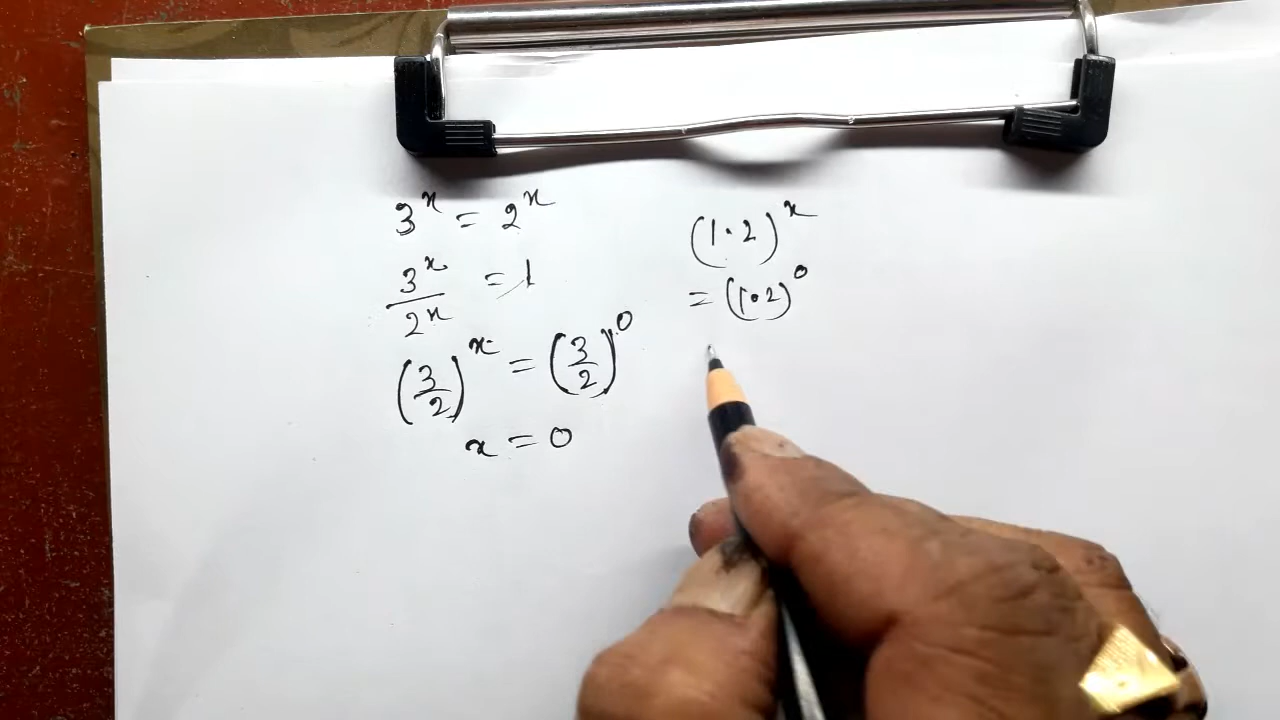 3^x = 2^x
3^x / 2^x = 1
(3/2)^x = (3/2)^0
x = 0
(1·2)^x
= (1·2)^0